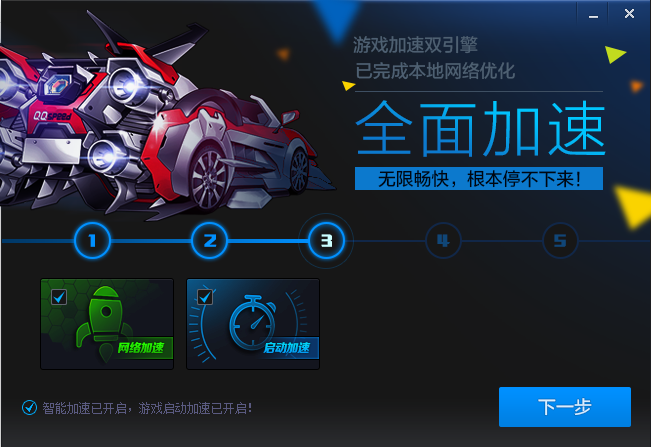 游戏加速双引擎
已完成本地网络优化
全面加速
无限畅快，根本停不下来！
QQSPEED
1 2 3 4 5
网络加速 启动加速
智能加速已开启，游戏启动加速已开启！
下一步